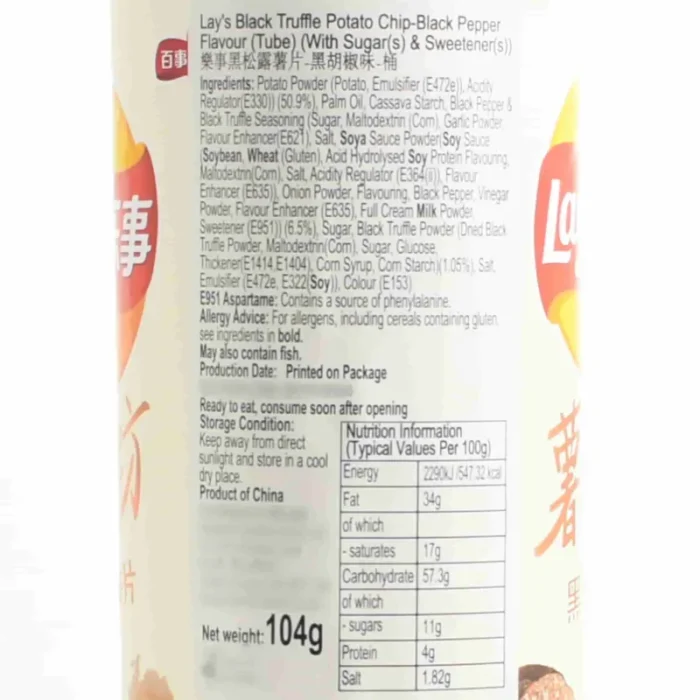 Lay's Black Truffle Potato Chip-Black Pepper
Flavour (Tube) (With Sugar(s) & Sweetener(s))
樂事黑松露薯片-黑胡椒味-桶
百事
Ingredients: Potato Powder (Potato, Emulsifier (E472e), Acidity
Regulator(E330)) (50.9%), Palm Oil, Cassava Starch, Black Pepper &
Black Truffle Seasoning (Sugar, Maltodextrin (Corn), Garlic Powder,
Flavour Enhancer(E621), Salt, Soya Sauce Powder(Soy Sauce
(Soybean, Wheat (Gluten), Acid Hydrolysed Soy Protein Flavouring,
Maltodextrin(Corn), Salt, Acidity Regulator (E364(ii)), Flavour
Enhancer (E635)), Onion Powder, Flavouring, Black Pepper, Vinegar
Powder, Flavour Enhancer (E635), Full Cream Milk Powder,
Sweetener (E951)) (6.5%), Sugar, Black Truffle Powder (Dried Black
Truffle Powder, Maltodextrin(Corn), Sugar, Glucose,
Thickener(E1414,E1404), Corn Syrup, Corn Starch)(1.05%), Salt,
Emulsifier (E472e, E322(Soy)), Colour (E153)
E951 Aspartame: Contains a source of phenylalanine.
Allergy Advice: For allergens, including cereals containing gluten,
see ingredients in bold.
May also contain fish.
Production Date: Printed on Package
Ready to eat, consume soon after opening
Storage Condition:
Keep away from direct
sunlight and store in a cool
dry place.
Product of China
Net weight: 104g
Nutrition Information
(Typical Values Per 100g)
Energy 2290kJ /547.32 kcal
Fat 34g
of which
- saturates 17g
Carbohydrate 57.3g
of which
- sugars 11g
Protein 4g
Salt 1.82g
事
片
Lay
薯
黑